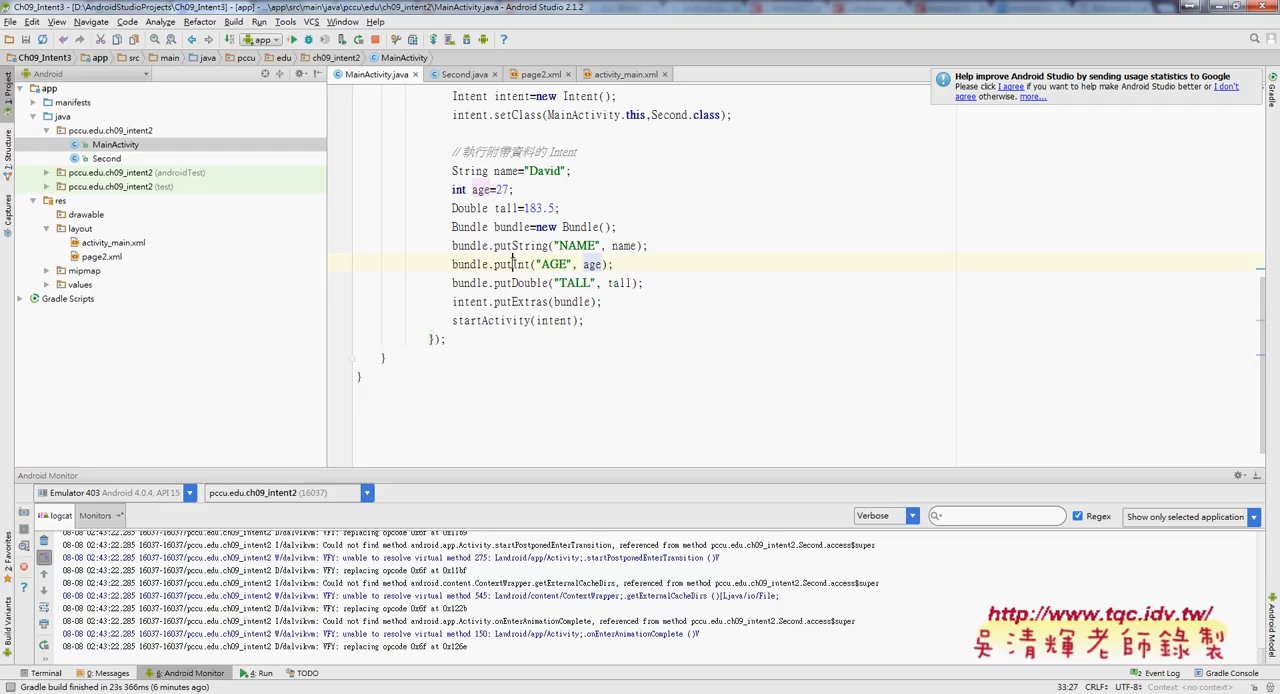 Ch09_Intent3 - [D:\AndroidStudioProjects\Ch09_Intent3] - [app] - ...\app\src\main\java\pccu\edu\ch09_intent2\MainActivity.java - Android Studio 2.1.2
File Edit View Navigate Code Analyze Refactor Build Run Tools VCS Window Help
app
Ch09_Intent3 app src main java pccu edu ch09_intent2 MainActivity
Android
MainActivity.java Second.java page2.xml activity_main.xml
Help improve Android Studio by sending usage statistics to Google
Please click I agree if you want to help make Android Studio better or I don't
agree otherwise. more...
1: Project
Structure
Captures
2: Favorites
Build Variants
Gradle
Android Model
app
manifests
java
pccu.edu.ch09_intent2
MainActivity
Second
pccu.edu.ch09_intent2 (androidTest)
pccu.edu.ch09_intent2 (test)
res
drawable
layout
activity_main.xml
page2.xml
mipmap
values
Gradle Scripts
Intent intent=new Intent();
intent.setClass(MainActivity.this,Second.class);
// 執行附帶資料的 Intent
String name="David";
int age=27;
Double tall=183.5;
Bundle bundle=new Bundle();
bundle.putString("NAME", name);
bundle.putInt("AGE", age);
bundle.putDouble("TALL", tall);
intent.putExtras(bundle);
startActivity(intent);
});
}
}
Android Monitor
Emulator 403 Android 4.0.4, API 15 pccu.edu.ch09_intent2 (16037)
logcat Monitors Verbose Regex Show only selected application
08-08 02:43:22.285 16037-16037/pccu.edu.ch09_intent2 I/dalvikvm: Could not find method android.app.Activity.startPostponedEnterTransition, referenced from method pccu.edu.ch09_intent2.Second.access$super
08-08 02:43:22.285 16037-16037/pccu.edu.ch09_intent2 W/dalvikvm: VFY: unable to resolve virtual method 275: Landroid/app/Activity;.startPostponedEnterTransition ()V
08-08 02:43:22.285 16037-16037/pccu.edu.ch09_intent2 D/dalvikvm: VFY: replacing opcode 0x6f at 0x11bf
08-08 02:43:22.285 16037-16037/pccu.edu.ch09_intent2 I/dalvikvm: Could not find method android.content.ContextWrapper.getExternalCacheDirs, referenced from method pccu.edu.ch09_intent2.Second.access$super
08-08 02:43:22.285 16037-16037/pccu.edu.ch09_intent2 W/dalvikvm: VFY: unable to resolve virtual method 545: Landroid/content/ContextWrapper;.getExternalCacheDirs ()[Ljava/io/File;
08-08 02:43:22.285 16037-16037/pccu.edu.ch09_intent2 D/dalvikvm: VFY: replacing opcode 0x6f at 0x122b
08-08 02:43:22.285 16037-16037/pccu.edu.ch09_intent2 I/dalvikvm: Could not find method android.app.Activity.onEnterAnimationComplete, referenced from method pccu.edu.ch09_intent2.Second.access$super
08-08 02:43:22.285 16037-16037/pccu.edu.ch09_intent2 W/dalvikvm: VFY: unable to resolve virtual method 150: Landroid/app/Activity;.onEnterAnimationComplete ()V
08-08 02:43:22.285 16037-16037/pccu.edu.ch09_intent2 D/dalvikvm: VFY: replacing opcode 0x6f at 0x126e
http://www.tqc.idv.tw/
吳清輝老師錄製
Terminal 0: Messages 6: Android Monitor 4: Run TODO Event Log Gradle Console
Gradle build finished in 23s 366ms (6 minutes ago) 33:27 CRLF UTF-8 Context: <no context>